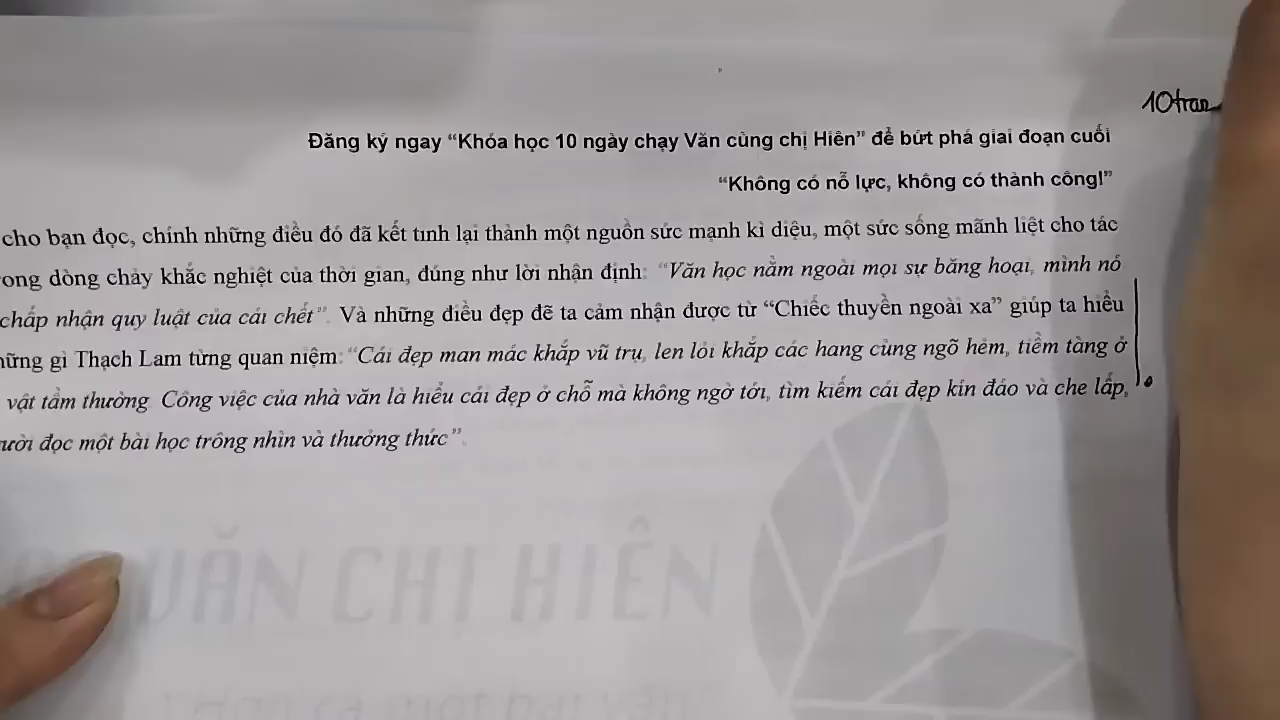 10 tran
Đăng ký ngay “Khóa học 10 ngày chạy Văn cùng chị Hiên” để bứt phá giai đoạn cuối
“Không có nỗ lực, không có thành công!”
cho bạn đọc, chính những điều đó đã kết tinh lại thành một nguồn sức mạnh kì diệu, một sức sống mãnh liệt cho tác
ong dòng chảy khắc nghiệt của thời gian, đúng như lời nhận định: “Văn học nằm ngoài mọi sự băng hoại, mình nó
chấp nhận quy luật của cái chết”. Và những điều đẹp đẽ ta cảm nhận được từ “Chiếc thuyền ngoài xa” giúp ta hiểu
hững gì Thạch Lam từng quan niệm: “Cái đẹp man mác khắp vũ trụ, len lỏi khắp các hang cùng ngõ hẻm, tiềm tàng ở
vật tầm thường. Công việc của nhà văn là hiểu cái đẹp ở chỗ mà không ngờ tới, tìm kiếm cái đẹp kín đáo và che lấp,
ười đọc một bài học trông nhìn và thưởng thức”.
VĂN CHỊ HIÊN